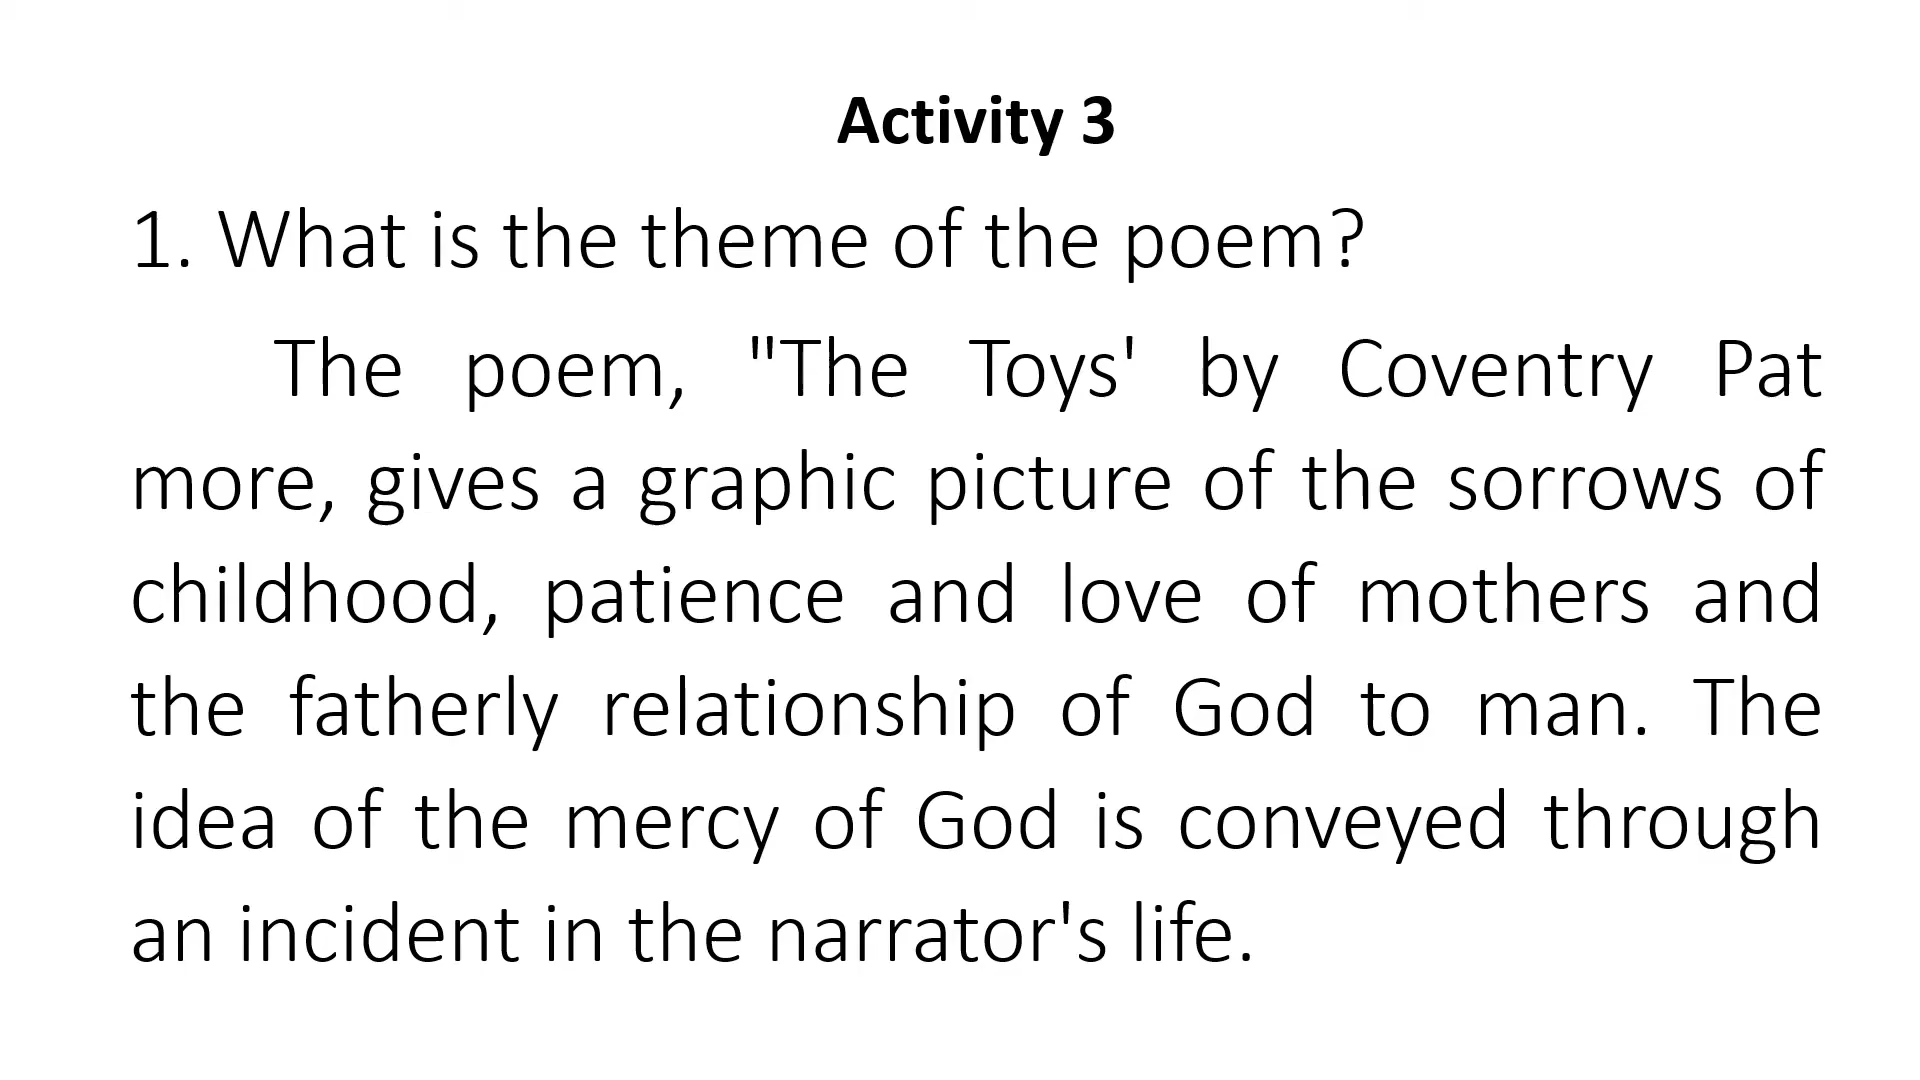 Activity 3
1. What is the theme of the poem?
The poem, "The Toys' by Coventry Pat
more, gives a graphic picture of the sorrows of
childhood, patience and love of mothers and
the fatherly relationship of God to man. The
idea of the mercy of God is conveyed through
an incident in the narrator's life.